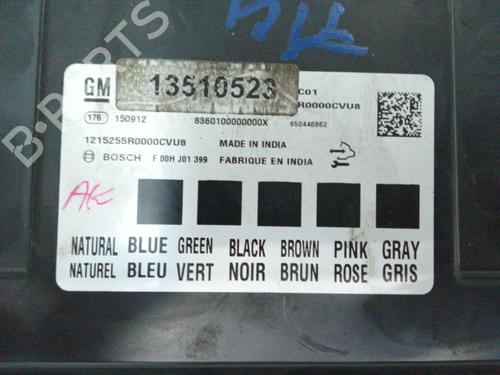 GM 13510523 C01
R0000CVU8
176 150912 8360100000000X 650446862
1215255R0000CVU8 MADE IN INDIA
BOSCH F 00H J01 399 FABRIQUE EN INDIA
AK
NATURAL BLUE GREEN BLACK BROWN PINK GRAY
NATUREL BLEU VERT NOIR BRUN ROSE GRIS
B-PARTS